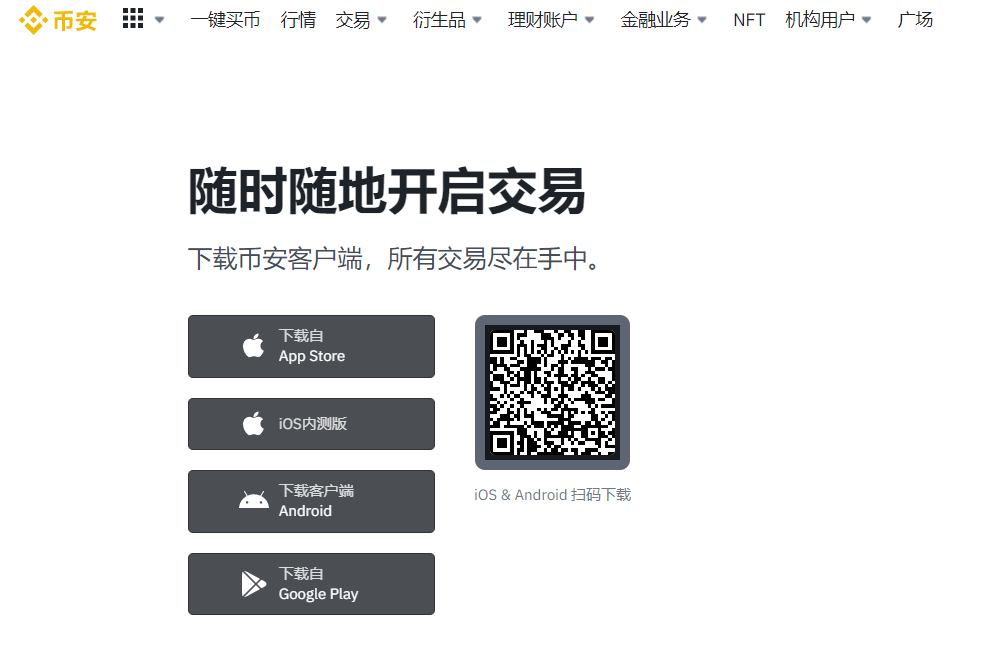 币安 一键买币 行情 交易 衍生品 理财账户 金融业务 NFT 机构用户 广场
随时随地开启交易
下载币安客户端，所有交易尽在手中。
下载自
App Store
iOS内测版
下载客户端
Android
下载自
Google Play
iOS & Android 扫码下载